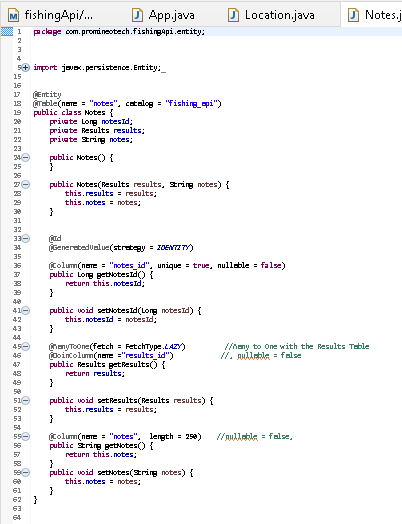 fishingApi/...
App.java
Location.java
Notes.j
1 package com.promineotech.fishingApi.entity;
2
3
5 import javax.persistence.Entity;
16
17 @Entity
18 @Table(name = "notes", catalog = "fishing_api")
19 public class Notes {
20 private Long notesId;
21 private Results results;
22 private String notes;
23
24 public Notes() {
25 }
26
27 public Notes(Results results, String notes) {
28 this.results = results;
29 this.notes = notes;
30 }
31
32
33 @Id
34 @GeneratedValue(strategy = IDENTITY)
35
36 @Column(name = "notes_id", unique = true, nullable = false)
37 public Long getNotesId() {
38 return this.notesId;
39 }
40
41 public void setNotesId(Long notesId) {
42 this.notesId = notesId;
43 }
44
45 @ManyToOne(fetch = FetchType.LAZY) //Many to One with the Results Table
46 @JoinColumn(name ="results_id") //, nullable = false
47 public Results getResults() {
48 return results;
49 }
50
51 public void setResults(Results results) {
52 this.results = results;
53 }
54
55 @Column(name = "notes", length = 250) //nullable = false,
56 public String getNotes() {
57 return this.notes;
58 }
59 public void setNotes(String notes) {
60 this.notes = notes;
61 }
62 }
63
64